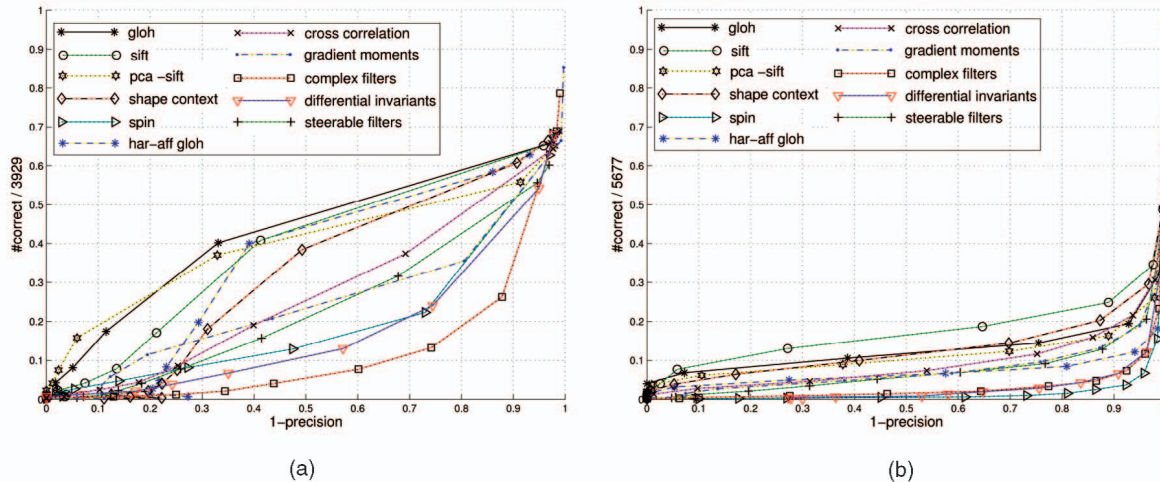 1
0.9
0.8
0.7
0.6
0.5
0.4
0.3
0.2
0.1
0
#correct / 3929
gloh
sift
pca −sift
shape context
spin
har−aff gloh
cross correlation
gradient moments
complex filters
differential invariants
steerable filters
0 0.1 0.2 0.3 0.4 0.5 0.6 0.7 0.8 0.9 1
1−precision
(a)
1
0.9
0.8
0.7
0.6
0.5
0.4
0.3
0.2
0.1
0
#correct / 5677
gloh
sift
pca −sift
shape context
spin
har−aff gloh
cross correlation
gradient moments
complex filters
differential invariants
steerable filters
0 0.1 0.2 0.3 0.4 0.5 0.6 0.7 0.8 0.9 1
1−precision
(b)